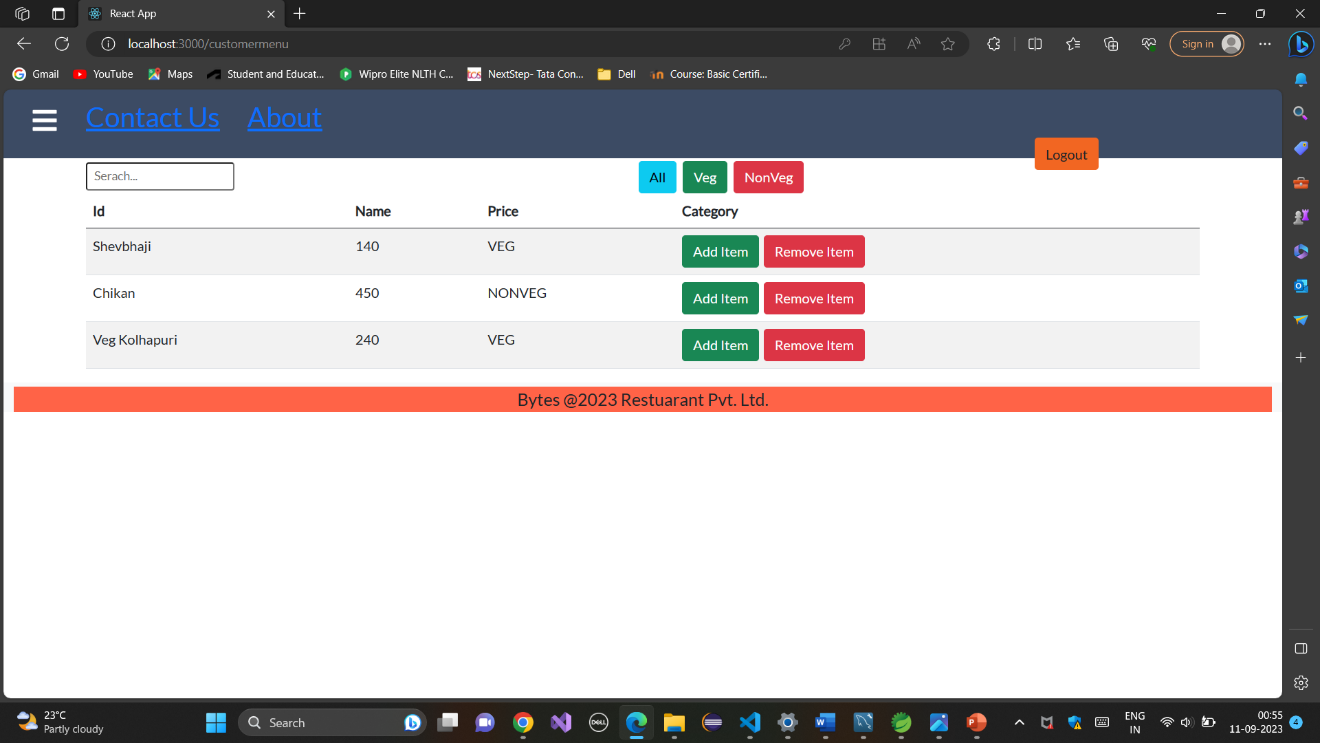 React App
localhost:3000/customermenu
Sign in
Gmail
YouTube
Maps
Student and Educat...
Wipro Elite NLTH C...
NextStep- Tata Con...
Dell
Course: Basic Certifi...
Contact Us
About
Logout
Serach...
All
Veg
NonVeg
Id Name Price Category
Shevbhaji 140 VEG Add Item Remove Item
Chikan 450 NONVEG Add Item Remove Item
Veg Kolhapuri 240 VEG Add Item Remove Item
Bytes @2023 Restuarant Pvt. Ltd.
23°C
Partly cloudy
Search
DELL
ENG
IN
00:55
11-09-2023
4